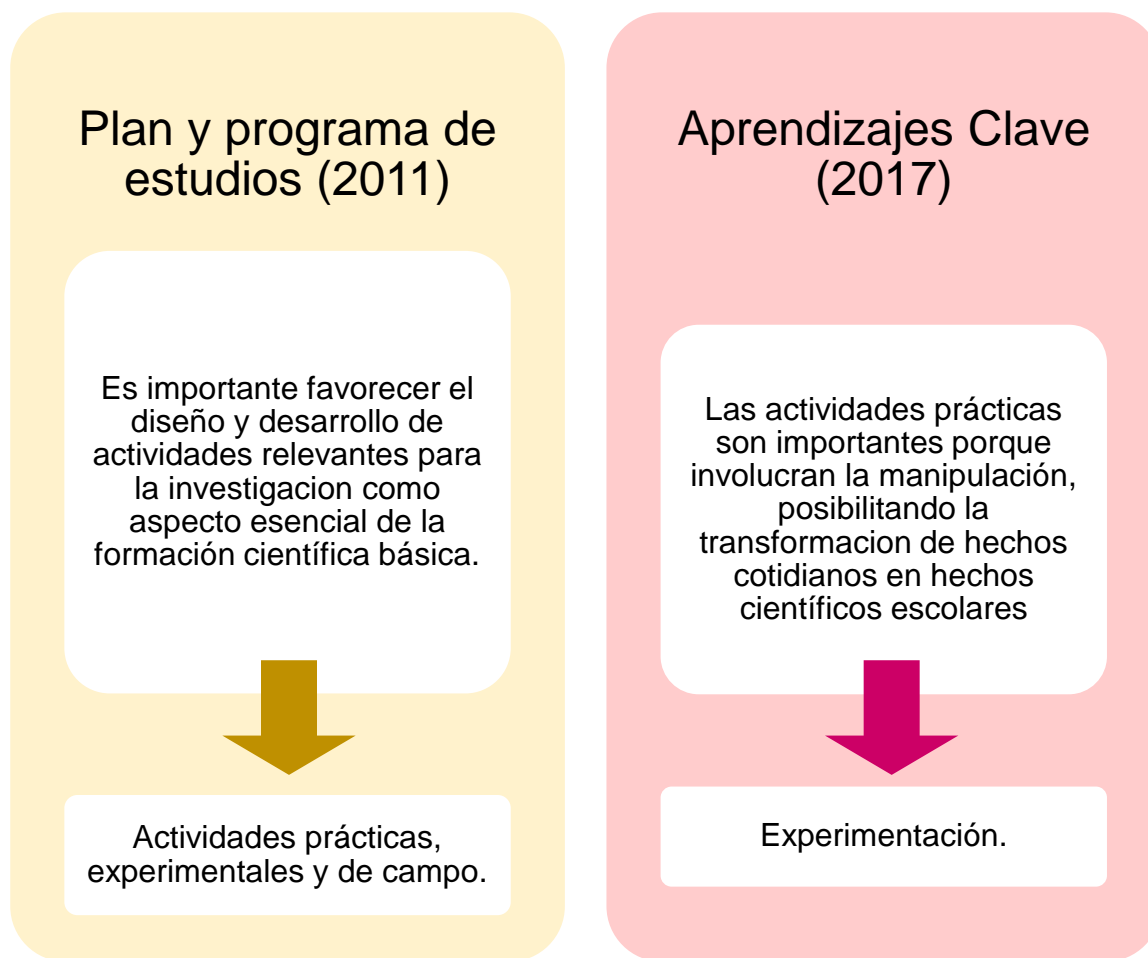 Plan y programa de
estudios (2011)
Es importante favorecer el
diseño y desarrollo de
actividades relevantes para
la investigacion como
aspecto esencial de la
formación científica básica.
Actividades prácticas,
experimentales y de campo.
Aprendizajes Clave
(2017)
Las actividades prácticas
son importantes porque
involucran la manipulación,
posibilitando la
transformacion de hechos
cotidianos en hechos
científicos escolares
Experimentación.